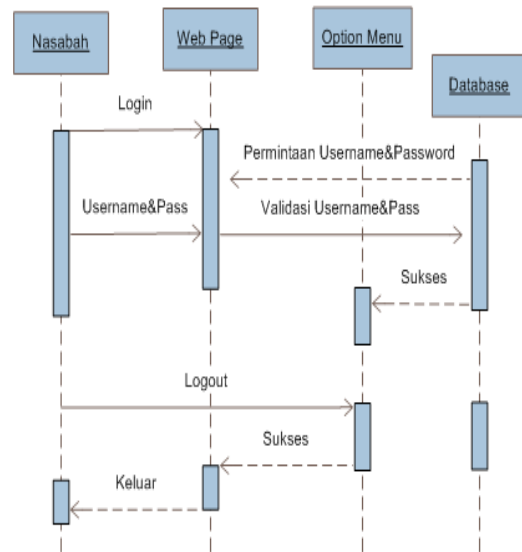 Nasabah
Web Page
Option Menu
Database
Login
Permintaan Username&Password
Username&Pass
Validasi Username&Pass
Sukses
Logout
Sukses
Keluar